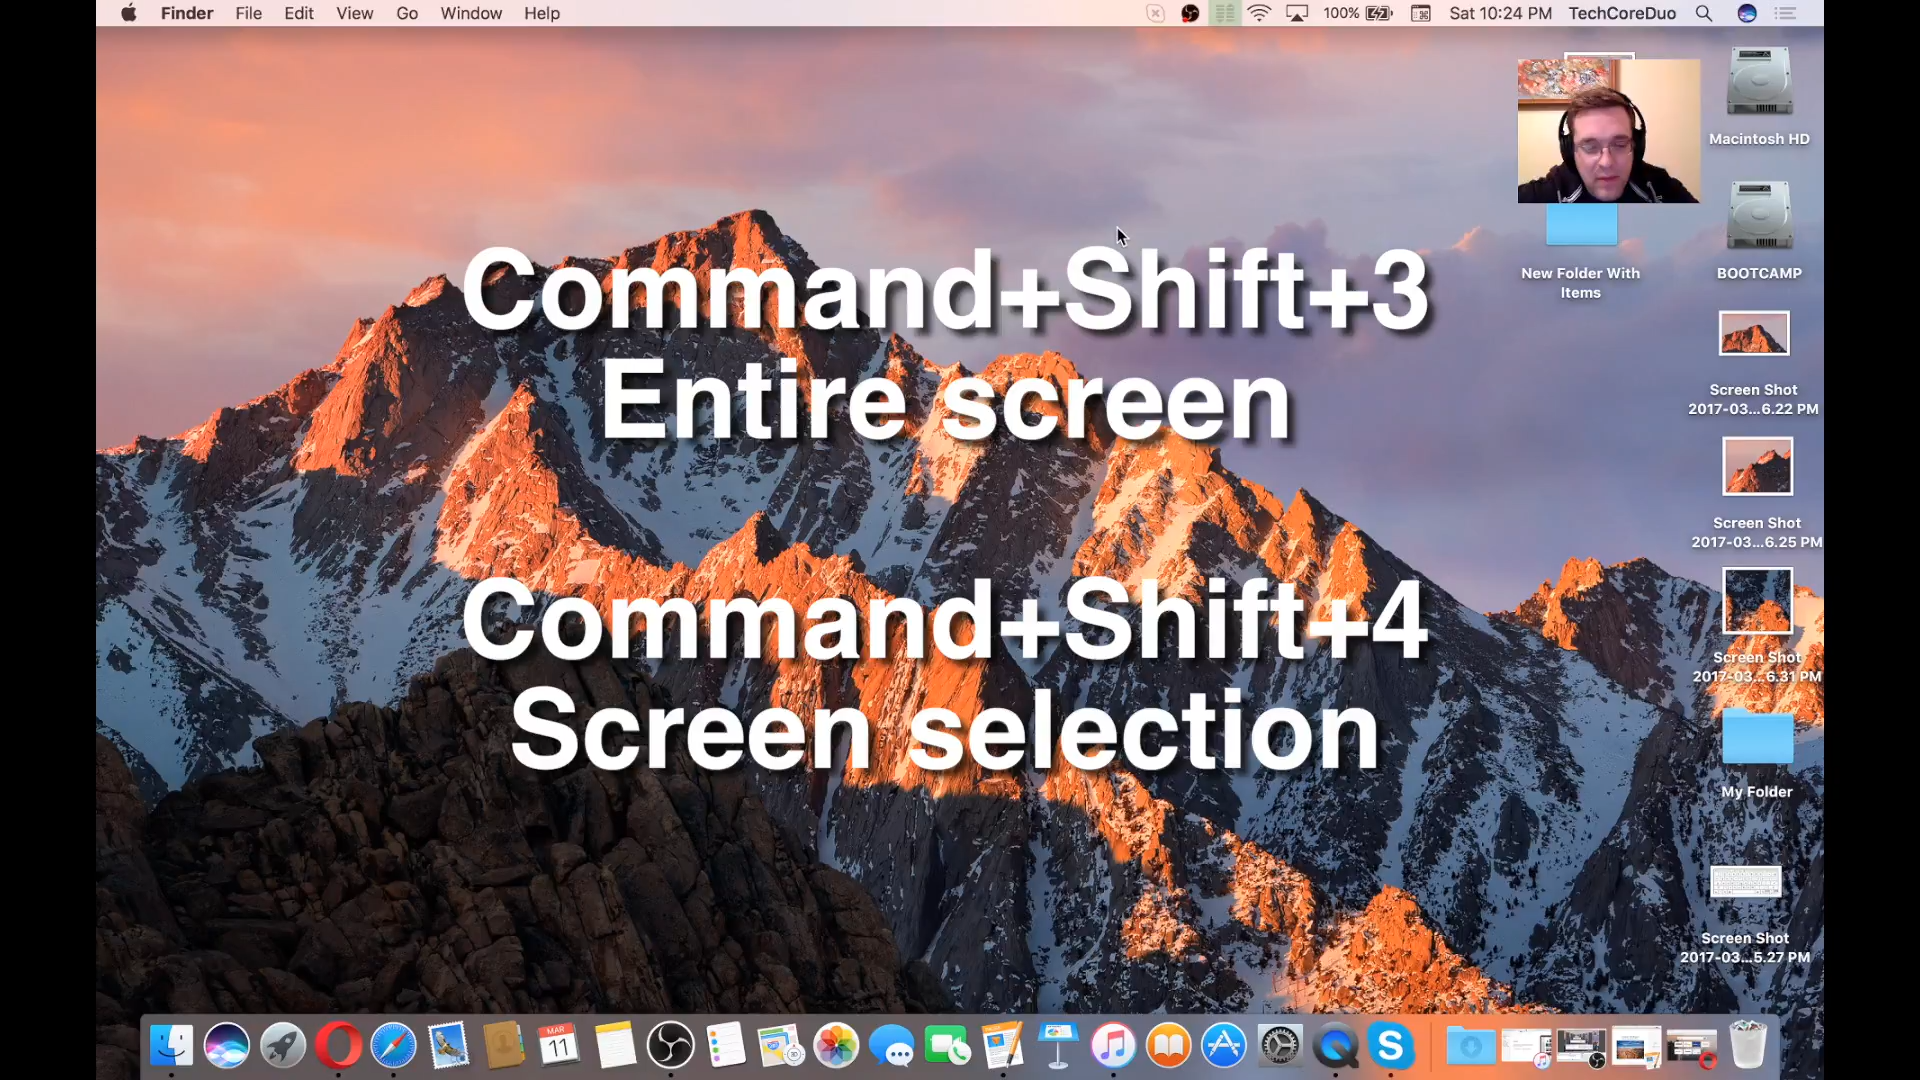 Finder File Edit View Go Window Help
100% Sat 10:24 PM TechCoreDuo
Macintosh HD
New Folder With
Items
BOOTCAMP
Command+Shift+3
Entire screen
Screen Shot
2017-03...6.22 PM
Screen Shot
2017-03...6.25 PM
Command+Shift+4
Screen selection
Screen Shot
2017-03...6.31 PM
My Folder
Screen Shot
2017-03...5.27 PM
MAR
11